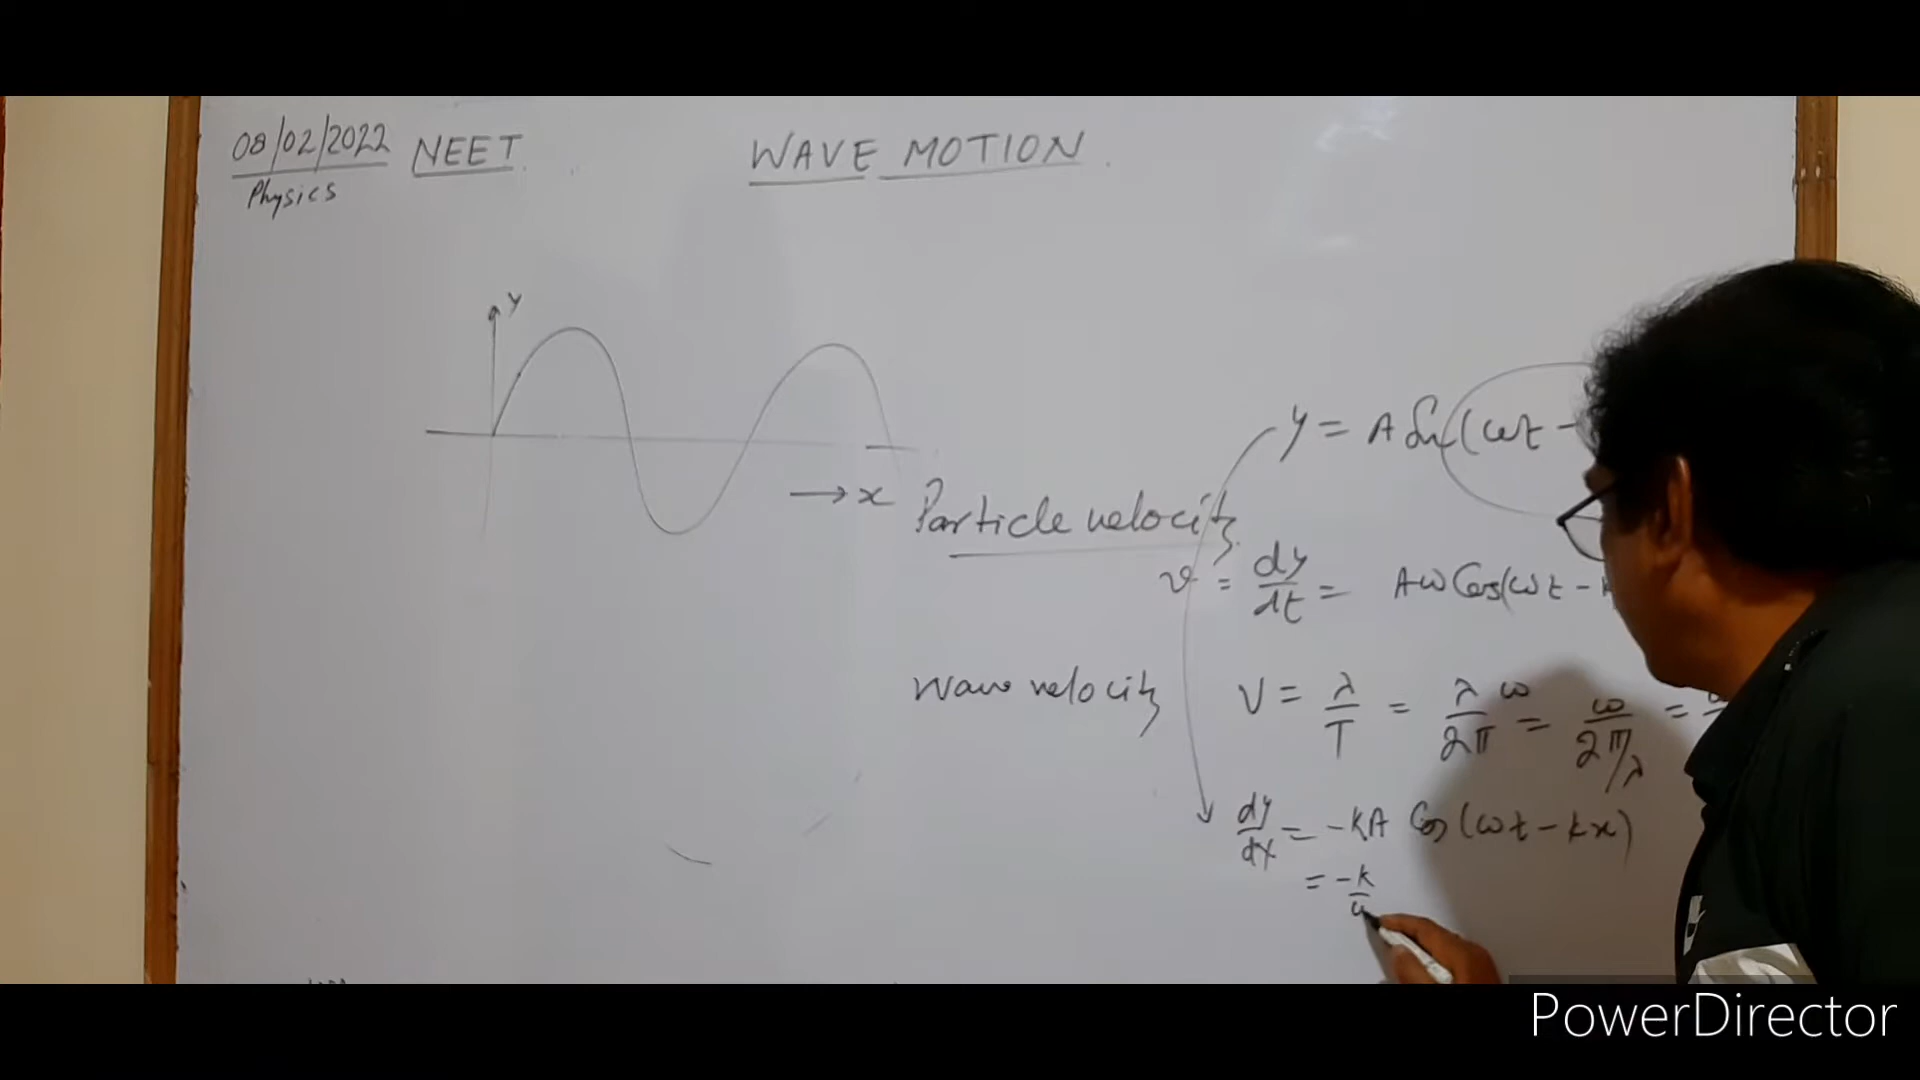 08/02/2022 NEET
Physics
WAVE MOTION
y
→ x
y = A Sin (ωt -
Particle velocity
v = dy/dt = Aω Cos(ωt -
Wave velocity
V = λ/T = λω/2π = ω/2π/λ =
dy/dx = -kA Cos (ωt - kx)
= -k
PowerDirector